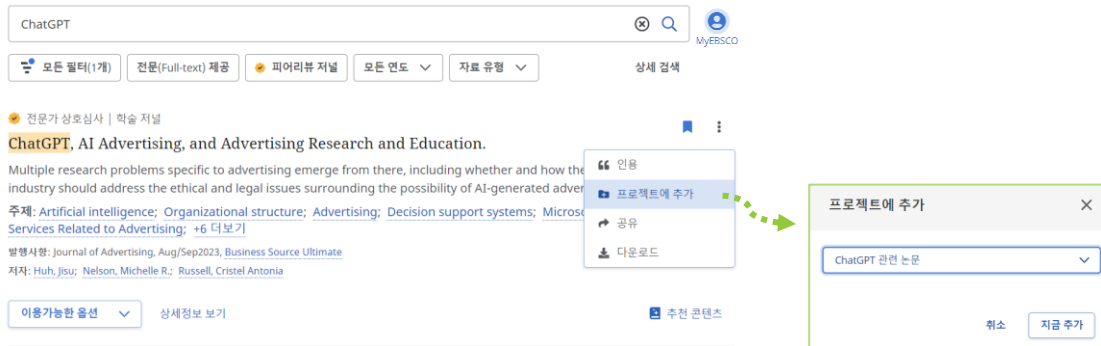 ChatGPT
MyEBSCO
모든 필터(1개)
전문(Full-text) 제공
피어리뷰 저널
모든 연도
자료 유형
상세 검색
전문가 상호심사 | 학술 저널
ChatGPT, AI Advertising, and Advertising Research and Education.
Multiple research problems specific to advertising emerge from there, including whether and how the
industry should address the ethical and legal issues surrounding the possibility of AI-generated adver
주제: Artificial intelligence; Organizational structure; Advertising; Decision support systems; Microso
Services Related to Advertising; +6 더보기
발행사항: Journal of Advertising, Aug/Sep2023, Business Source Ultimate
저자: Huh, Jisu; Nelson, Michelle R.; Russell, Cristel Antonia
이용가능한 옵션
상세정보 보기
추천 콘텐츠
인용
프로젝트에 추가
공유
다운로드
프로젝트에 추가
ChatGPT 관련 논문
취소
지금 추가